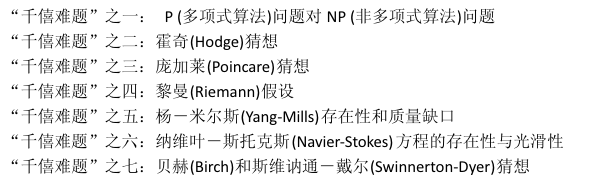 “千僖难题”之一： P (多项式算法)问题对 NP (非多项式算法)问题
“千僖难题”之二：霍奇(Hodge)猜想
“千僖难题”之三：庞加莱(Poincare)猜想
“千僖难题”之四：黎曼(Riemann)假设
“千僖难题”之五：杨－米尔斯(Yang-Mills)存在性和质量缺口
“千僖难题”之六：纳维叶－斯托克斯(Navier-Stokes)方程的存在性与光滑性
“千僖难题”之七：贝赫(Birch)和斯维讷通－戴尔(Swinnerton-Dyer)猜想